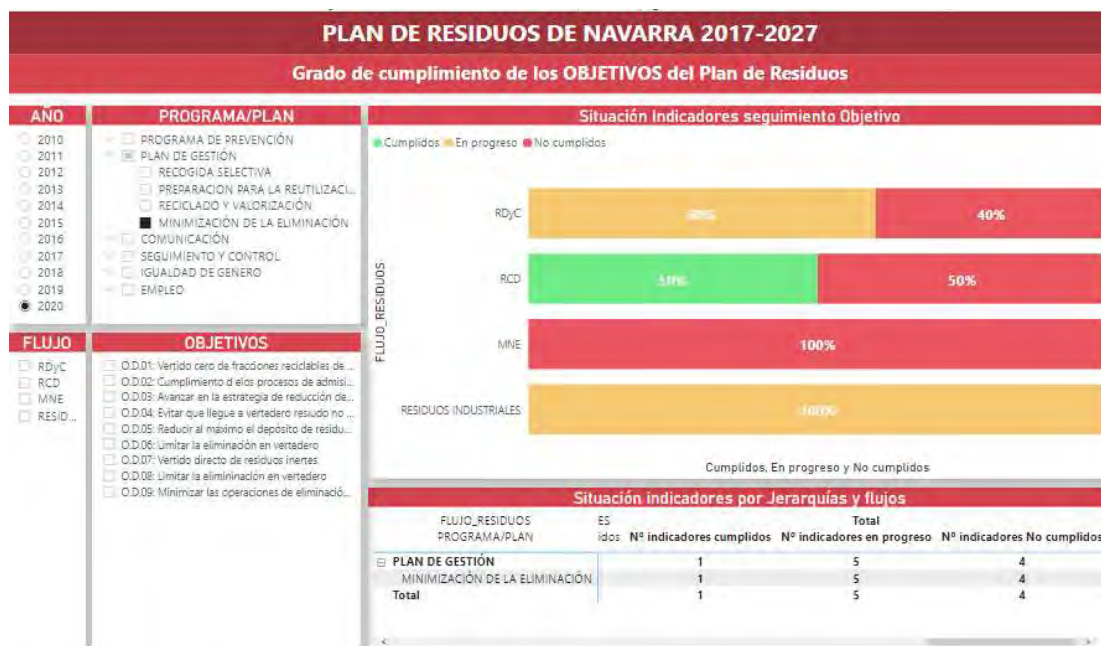 PLAN DE RESIDUOS DE NAVARRA 2017-2027
Grado de cumplimiento de los OBJETIVOS del Plan de Residuos
AÑO
2010
2011
2012
2013
2014
2015
2016
2017
2018
2019
2020
PROGRAMA/PLAN
PROGRAMA DE PREVENCIÓN
PLAN DE GESTIÓN
RECOGIDA SELECTIVA
PREPARACION PARA LA REUTILIZACI...
RECICLADO Y VALORIZACIÓN
MINIMIZACIÓN DE LA ELIMINACIÓN
COMUNICACIÓN
SEGUIMIENTO Y CONTROL
IGUALDAD DE GENERO
EMPLEO
FLUJO
RDyC
RCD
MNE
RESID...
OBJETIVOS
O.D.01: Vertido cero de fracciones reciclables de ...
O.D.02: Cumplimiento d elos procesos de admisi...
O.D.03: Avanzar en la estrategia de reducción de...
O.D.04: Evitar que llegue a vertedero resiudo no ...
O.D.05: Reducir al máximo el depósito de residu...
O.D.06: Limitar la eliminación en vertedero
O.D.07: Vertido directo de residuos inertes
O.D.08: Limitar la elimininación en vertedero
O.D.09: Minimizar las operaciones de eliminació...
Situación Indicadores seguimiento Objetivo
Cumplidos En progreso No cumplidos
FLUJO_RESIDUOS
RDyC 60% 40%
RCD 50% 50%
MNE 100%
RESIDUOS INDUSTRIALES 100%
Cumplidos, En progreso y No cumplidos
Situación indicadores por Jerarquías y flujos
FLUJO_RESIDUOS ES Total
PROGRAMA/PLAN idos Nº indicadores cumplidos Nº indicadores en progreso Nº indicadores No cumplidos
PLAN DE GESTIÓN 1 5 4
MINIMIZACIÓN DE LA ELIMINACIÓN 1 5 4
Total 1 5 4